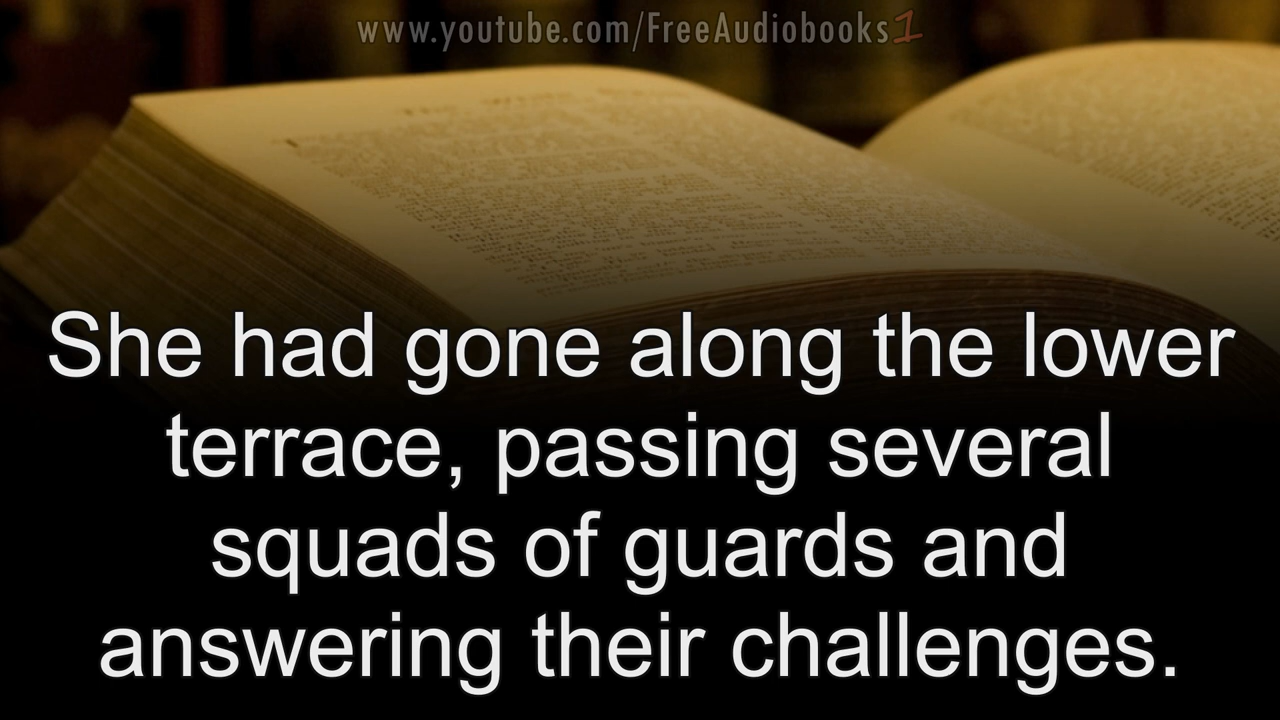 www.youtube.com/FreeAudiobooks1
She had gone along the lower
terrace, passing several
squads of guards and
answering their challenges.